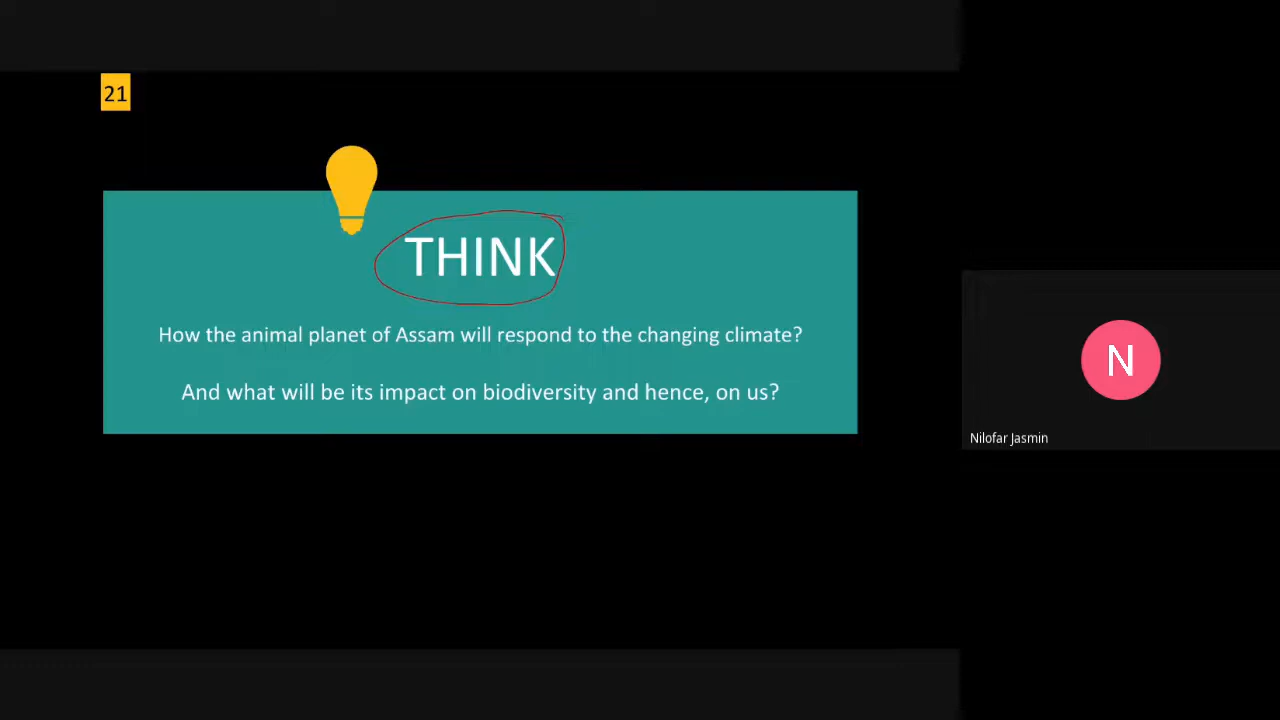 21
THINK
How the animal planet of Assam will respond to the changing climate?
And what will be its impact on biodiversity and hence, on us?
N
Nilofar Jasmin